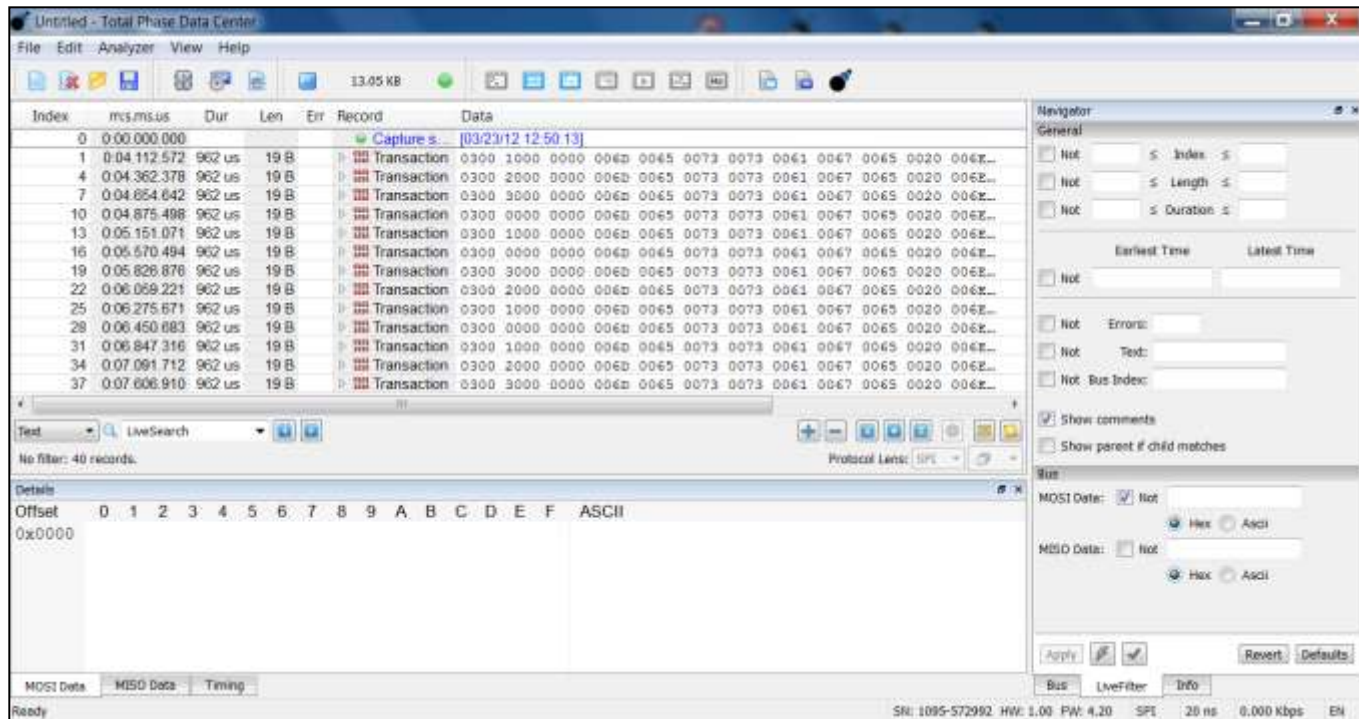 Untitled - Total Phase Data Center
File Edit Analyzer View Help
13.05 KB
Index m:s.ms.us Dur Len Err Record Data
0 0:00.000.000 Capture s... [03/23/12 12:50:13]
1 0:04.112.572 962 us 19 B Transaction 0300 1000 0000 006D 0065 0073 0073 0061 0067 0065 0020 006E...
4 0:04.362.378 962 us 19 B Transaction 0300 2000 0000 006D 0065 0073 0073 0061 0067 0065 0020 006E...
7 0:04.654.642 962 us 19 B Transaction 0300 3000 0000 006D 0065 0073 0073 0061 0067 0065 0020 006E...
10 0:04.875.498 962 us 19 B Transaction 0300 0000 0000 006D 0065 0073 0073 0061 0067 0065 0020 006E...
13 0:05.151.071 962 us 19 B Transaction 0300 1000 0000 006D 0065 0073 0073 0061 0067 0065 0020 006E...
16 0:05.570.494 962 us 19 B Transaction 0300 0000 0000 006D 0065 0073 0073 0061 0067 0065 0020 006E...
19 0:05.826.876 962 us 19 B Transaction 0300 3000 0000 006D 0065 0073 0073 0061 0067 0065 0020 006E...
22 0:06.059.221 962 us 19 B Transaction 0300 2000 0000 006D 0065 0073 0073 0061 0067 0065 0020 006E...
25 0:06.275.671 962 us 19 B Transaction 0300 1000 0000 006D 0065 0073 0073 0061 0067 0065 0020 006E...
28 0:06.450.683 962 us 19 B Transaction 0300 0000 0000 006D 0065 0073 0073 0061 0067 0065 0020 006E...
31 0:06.847.316 962 us 19 B Transaction 0300 1000 0000 006D 0065 0073 0073 0061 0067 0065 0020 006E...
34 0:07.091.712 962 us 19 B Transaction 0300 2000 0000 006D 0065 0073 0073 0061 0067 0065 0020 006E...
37 0:07.606.910 962 us 19 B Transaction 0300 3000 0000 006D 0065 0073 0073 0061 0067 0065 0020 006E...
Text LiveSearch
No filter: 40 records. Protocol Lens: SPI
Details
Offset 0 1 2 3 4 5 6 7 8 9 A B C D E F ASCII
0x0000
MOSI Data MISO Data Timing
Navigator
General
Not ≤ Index ≤
Not ≤ Length ≤
Not ≤ Duration ≤
Earliest Time Latest Time
Not
Not Errors:
Not Text:
Not Bus Index:
Show comments
Show parent if child matches
Bus
MOSI Data: Not
Hex Ascii
MISO Data: Not
Hex Ascii
Apply Revert Defaults
Bus LiveFilter Info
Ready SN: 1095-572992 HW: 1.00 FW: 4.20 SPI 20 ns 0.000 Kbps EN